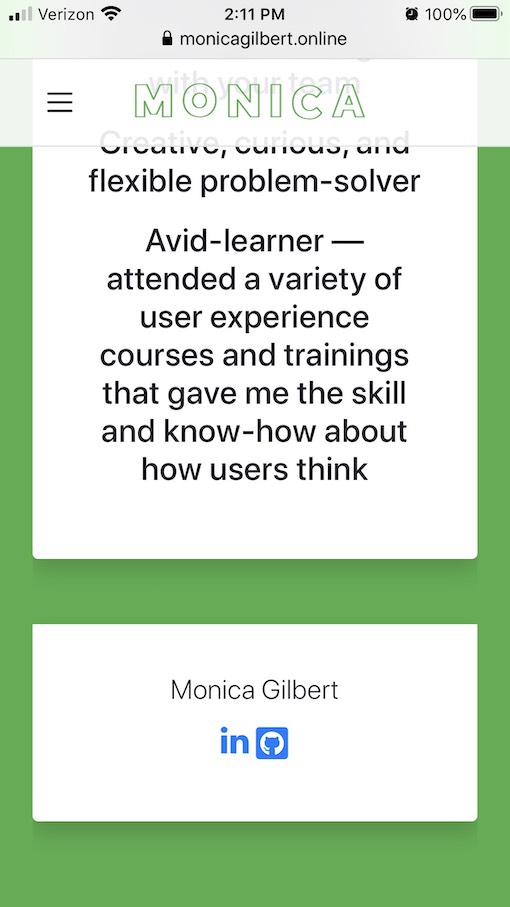 Verizon 2:11 PM 100%
monicagilbert.online
with your team
MONICA
Creative, curious, and
flexible problem-solver
Avid-learner —
attended a variety of
user experience
courses and trainings
that gave me the skill
and know-how about
how users think
Monica Gilbert
in